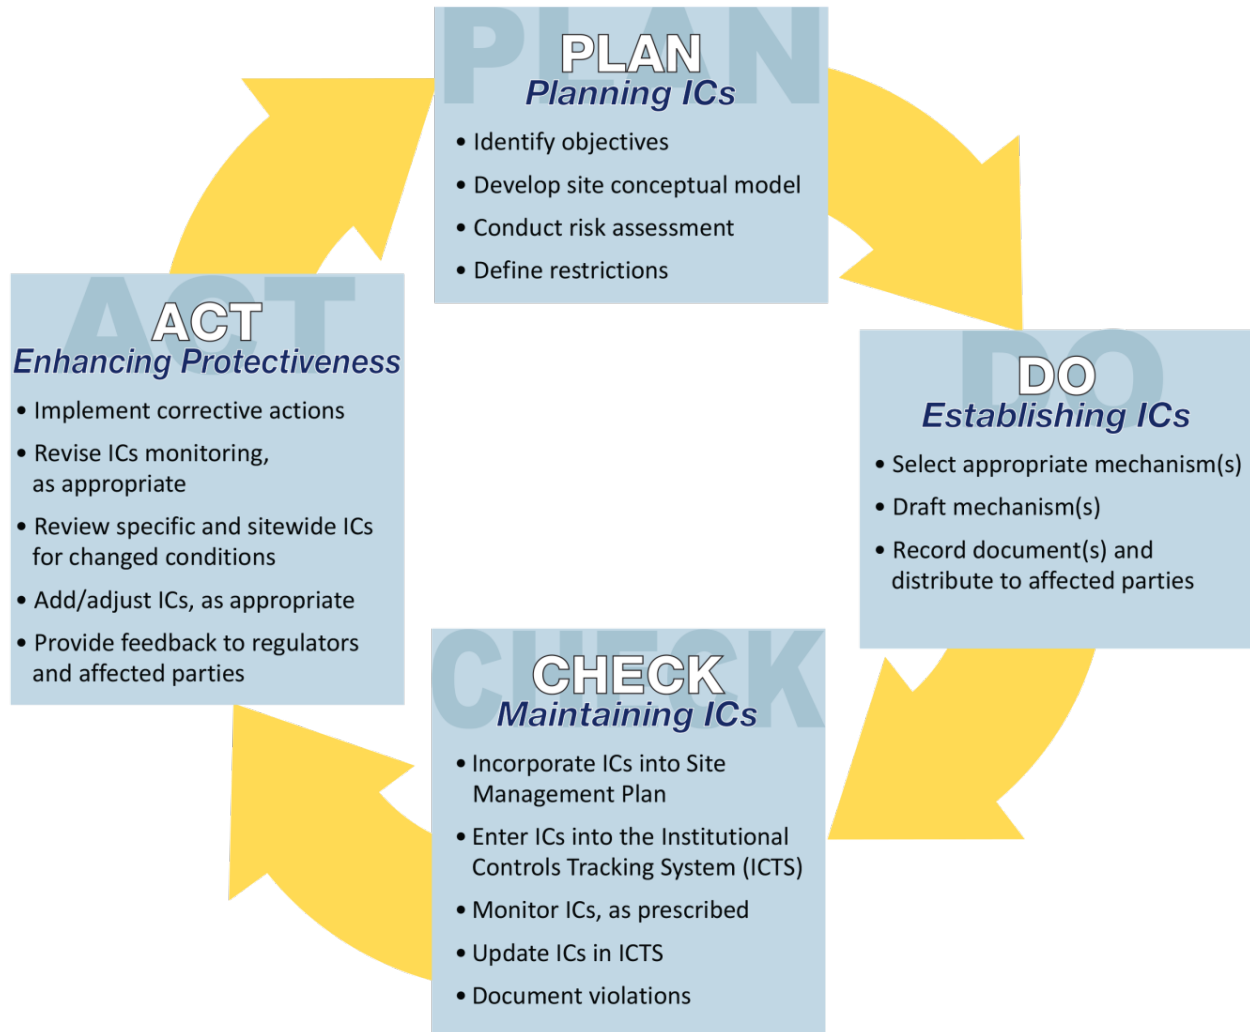 PLAN
PLAN
Planning ICs
• Identify objectives
• Develop site conceptual model
• Conduct risk assessment
• Define restrictions
DO
DO
Establishing ICs
• Select appropriate mechanism(s)
• Draft mechanism(s)
• Record document(s) and
distribute to affected parties
CHECK
CHECK
Maintaining ICs
• Incorporate ICs into Site
Management Plan
• Enter ICs into the Institutional
Controls Tracking System (ICTS)
• Monitor ICs, as prescribed
• Update ICs in ICTS
• Document violations
ACT
ACT
Enhancing Protectiveness
• Implement corrective actions
• Revise ICs monitoring,
as appropriate
• Review specific and sitewide ICs
for changed conditions
• Add/adjust ICs, as appropriate
• Provide feedback to regulators
and affected parties